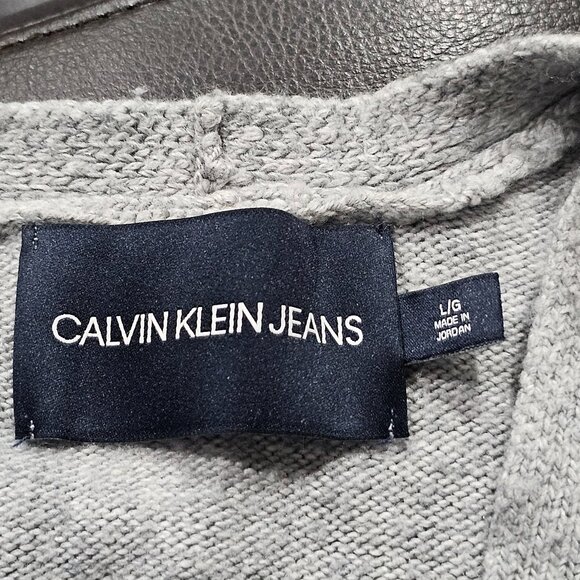 CALVIN KLEIN JEANS
L/G
MADE IN
JORDAN